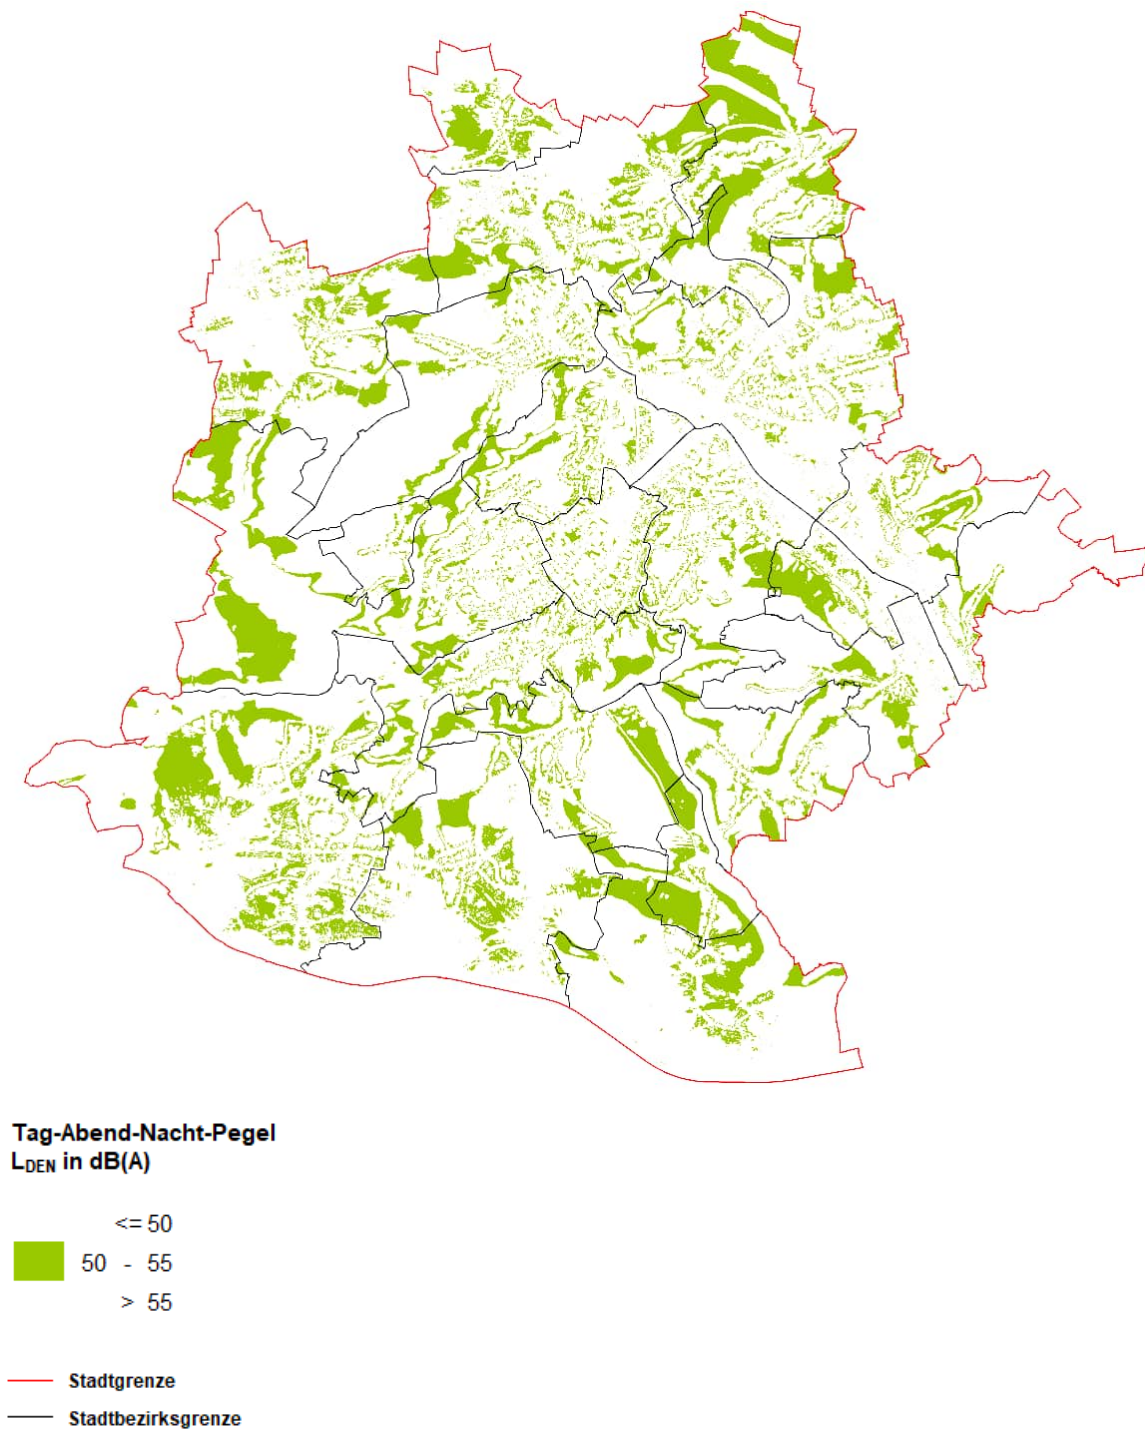 Tag-Abend-Nacht-Pegel
LDEN in dB(A)
<= 50
50 - 55
> 55
Stadtgrenze
Stadtbezirksgrenze